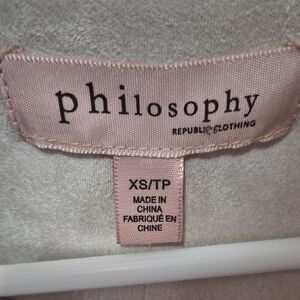 philosophy
REPUBLIC CLOTHING
XS/TP
MADE IN
CHINA
FABRIQUÉ EN
CHINE